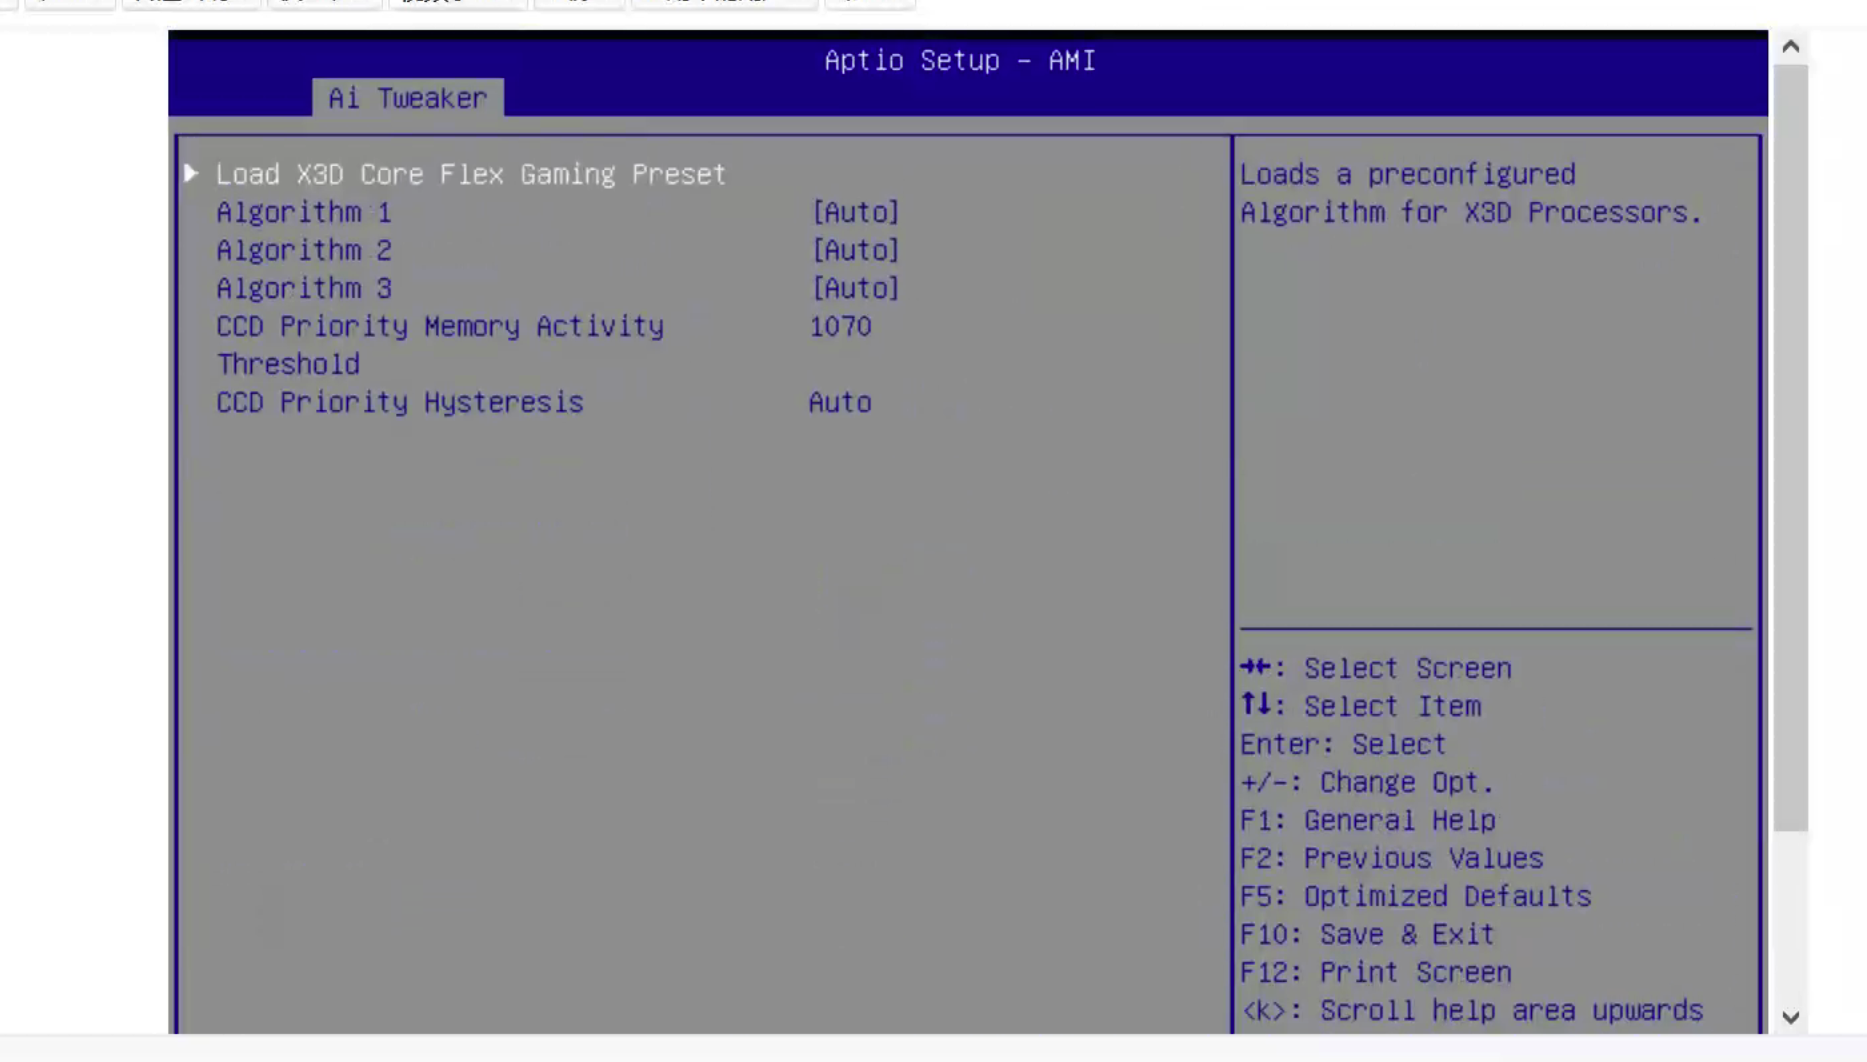 Aptio Setup – AMI
Ai Tweaker
Load X3D Core Flex Gaming Preset
Algorithm 1 [Auto]
Algorithm 2 [Auto]
Algorithm 3 [Auto]
CCD Priority Memory Activity 1070
Threshold
CCD Priority Hysteresis Auto
Loads a preconfigured
Algorithm for X3D Processors.
→←: Select Screen
↑↓: Select Item
Enter: Select
+/-: Change Opt.
F1: General Help
F2: Previous Values
F5: Optimized Defaults
F10: Save & Exit
F12: Print Screen
<k>: Scroll help area upwards